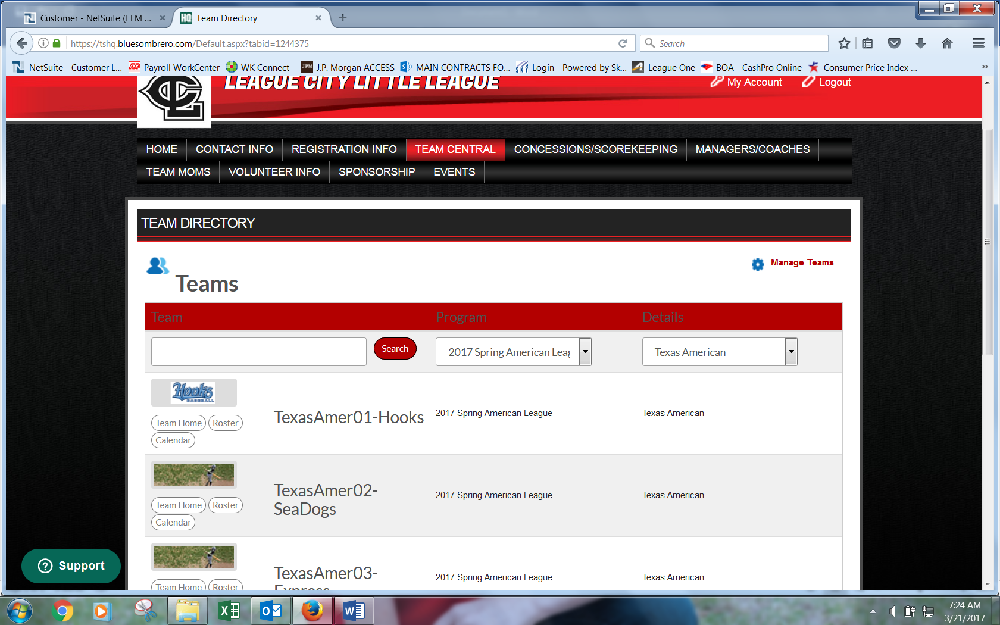 Customer - NetSuite (ELM ...
HQ Team Directory
https://tshq.bluesombrero.com/Default.aspx?tabid=1244375
Search
NetSuite - Customer L... ADP Payroll WorkCenter WK Connect - JPM J.P. Morgan ACCESS MAIN CONTRACTS FO... Login - Powered by Sk... League One BOA - CashPro Online Consumer Price Index ...
LEAGUE CITY LITTLE LEAGUE
My Account Logout
HOME CONTACT INFO REGISTRATION INFO TEAM CENTRAL CONCESSIONS/SCOREKEEPING MANAGERS/COACHES
TEAM MOMS VOLUNTEER INFO SPONSORSHIP EVENTS
TEAM DIRECTORY
Manage Teams
Teams
Team Program Details
Search 2017 Spring American Leag Texas American
Hooks
BASEBALL
TexasAmer01-Hooks 2017 Spring American League Texas American
Team Home Roster
Calendar
TexasAmer02-
SeaDogs
2017 Spring American League Texas American
Team Home Roster
Calendar
TexasAmer03-
Express
2017 Spring American League Texas American
Team Home Roster
Support
7:24 AM
3/21/2017